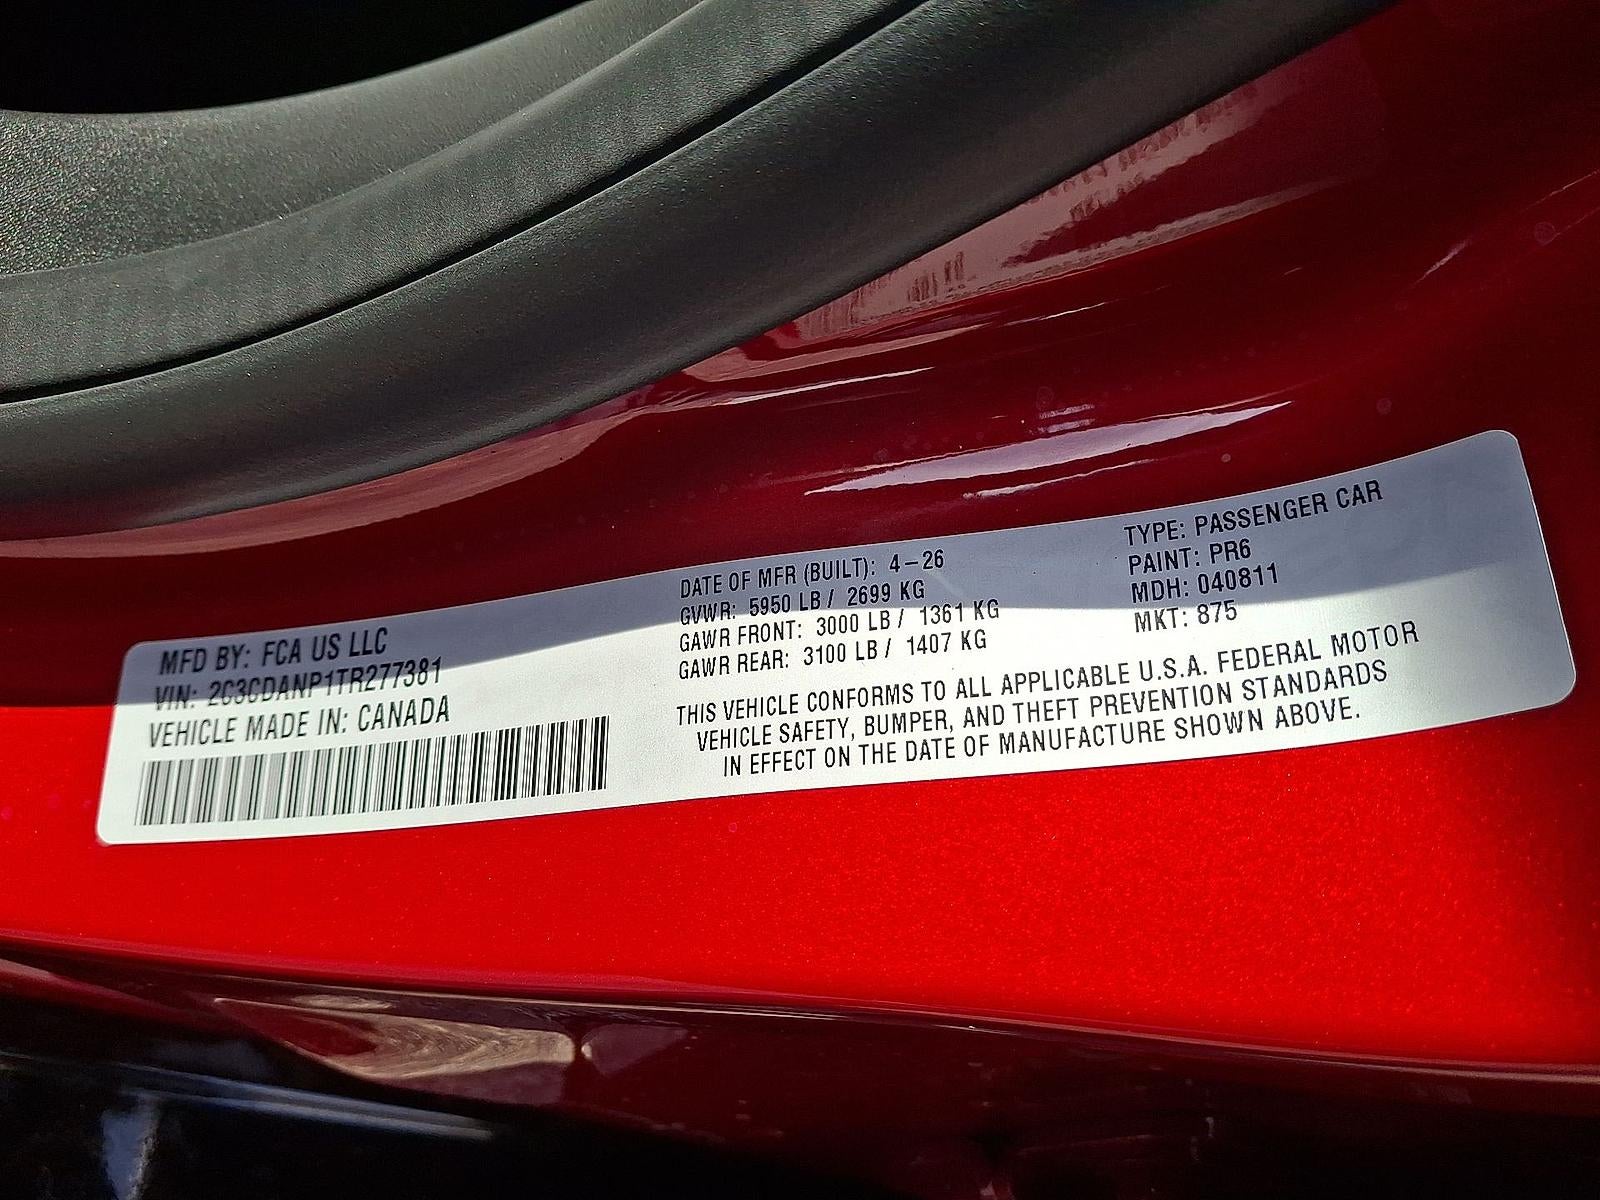 MFD BY: FCA US LLC
VIN: 2C3CDANP1TR277381
VEHICLE MADE IN: CANADA
DATE OF MFR (BUILT): 4-26
GVWR: 5950 LB / 2699 KG
GAWR FRONT: 3000 LB / 1361 KG
GAWR REAR: 3100 LB / 1407 KG
TYPE: PASSENGER CAR
PAINT: PR6
MDH: 040811
MKT: 875
THIS VEHICLE CONFORMS TO ALL APPLICABLE U.S.A. FEDERAL MOTOR
VEHICLE SAFETY, BUMPER, AND THEFT PREVENTION STANDARDS
IN EFFECT ON THE DATE OF MANUFACTURE SHOWN ABOVE.